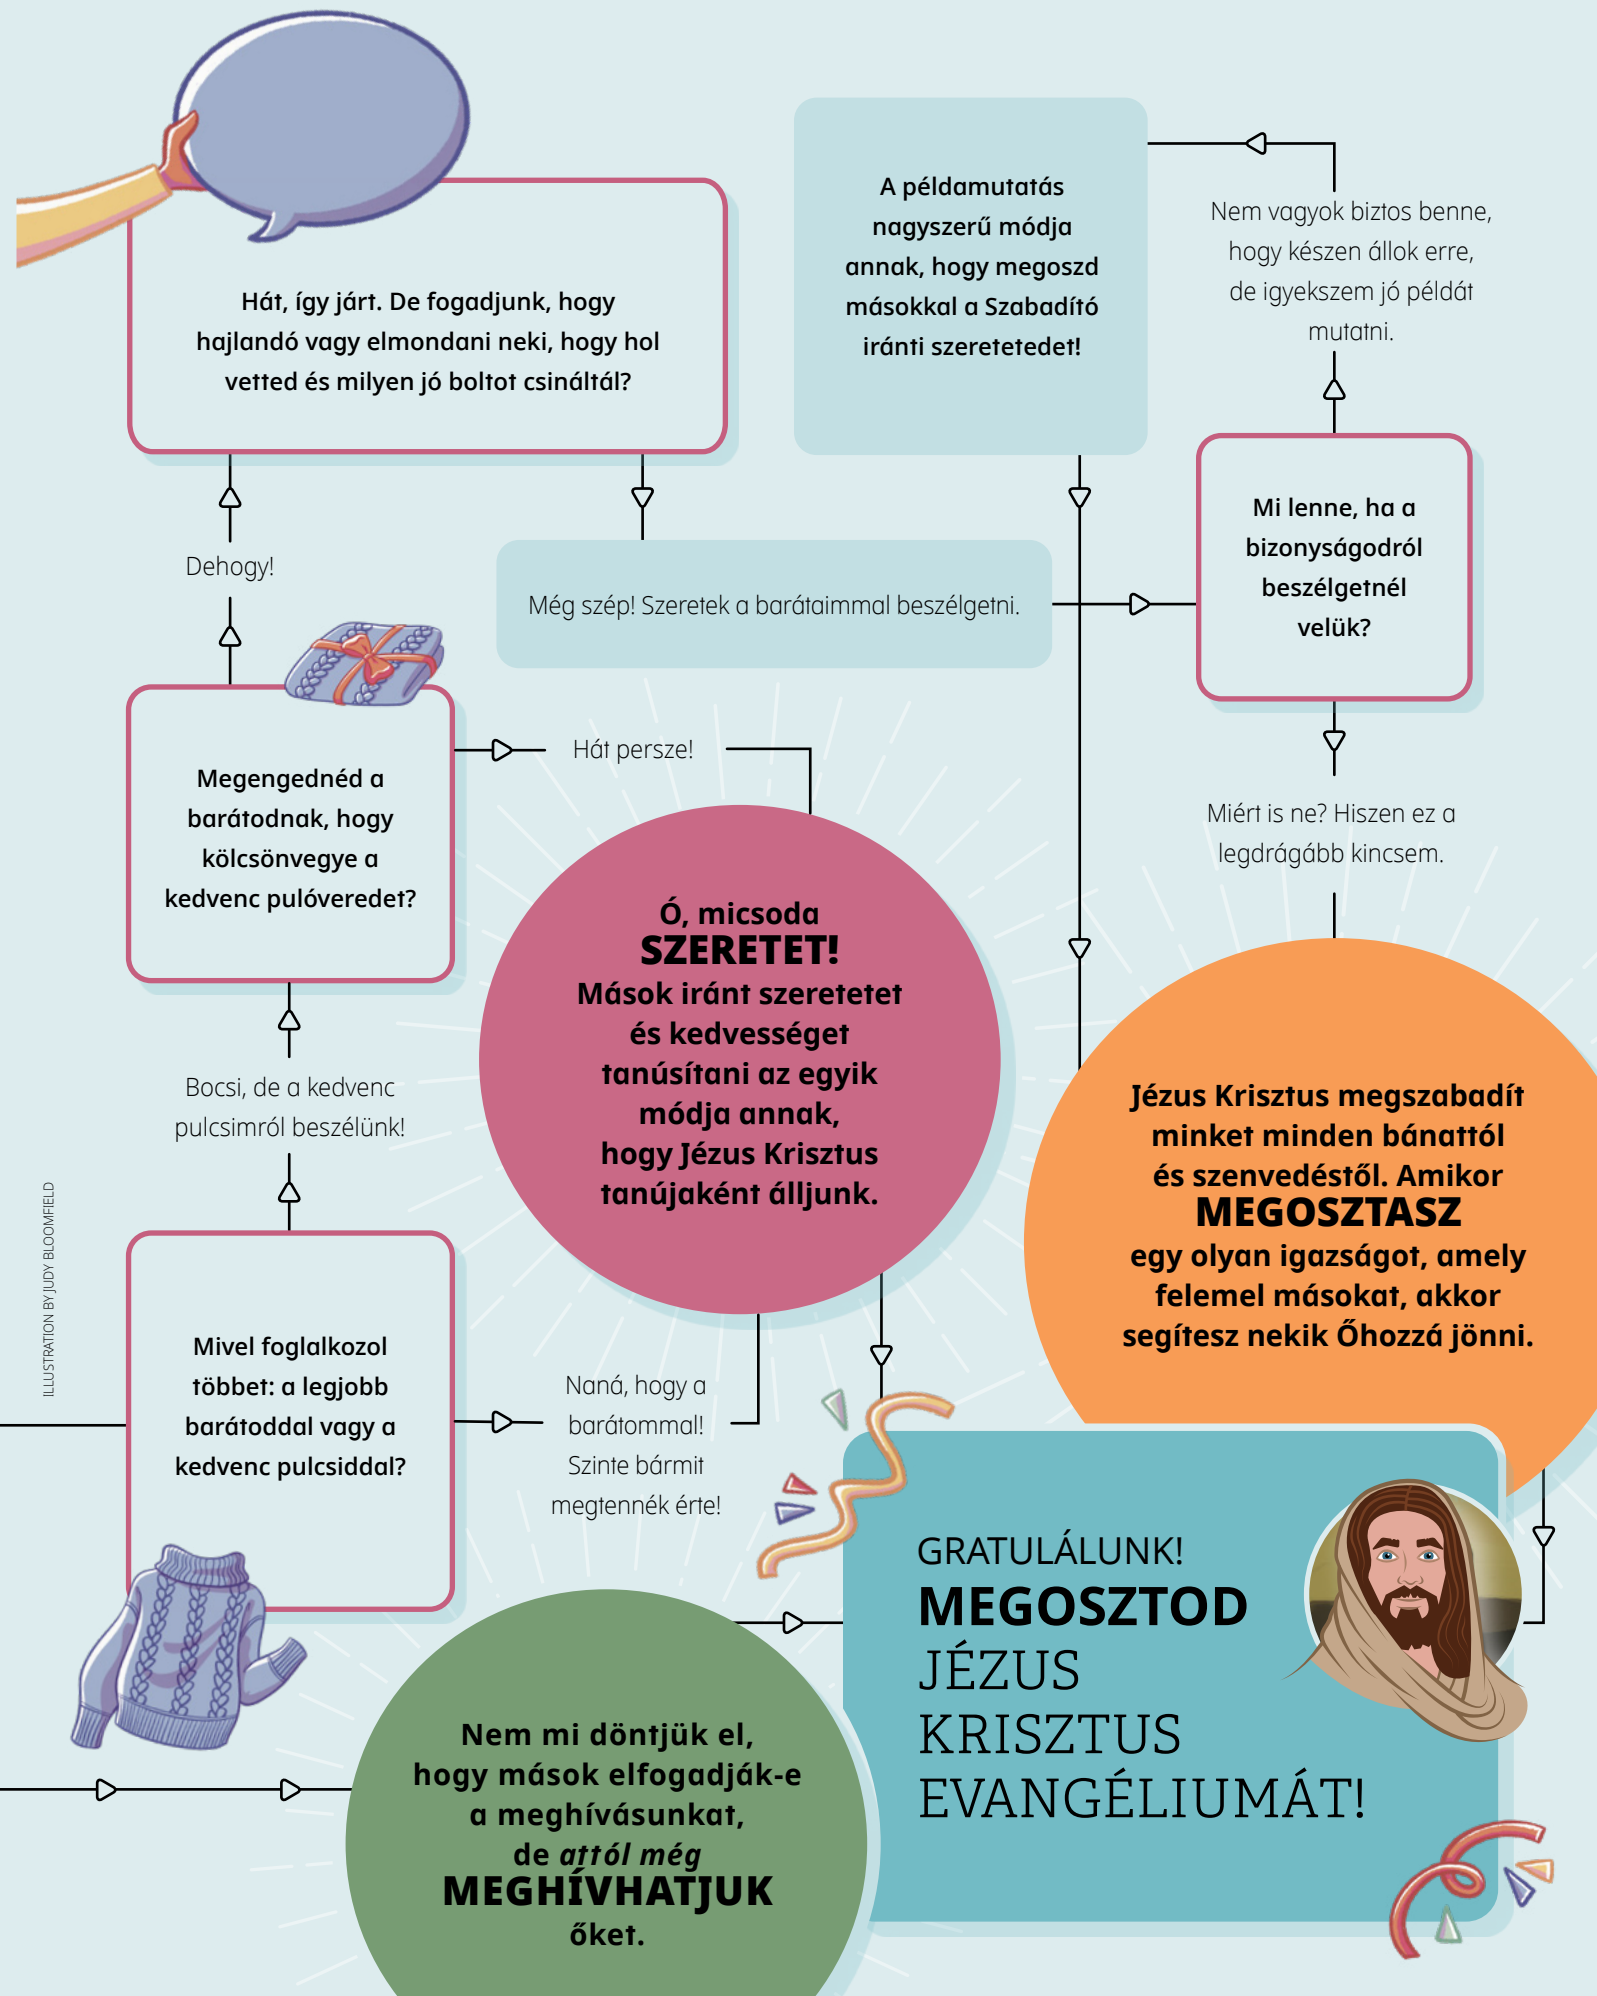 Hát, így járt. De fogadjunk, hogy
hajlandó vagy elmondani neki, hogy hol
vetted és milyen jó boltot csináltál?
A példamutatás
nagyszerű módja
annak, hogy megoszd
másokkal a Szabadító
iránti szeretetedet!
Nem vagyok biztos benne,
hogy készen állok erre,
de igyekszem jó példát
mutatni.
Dehogy!
Még szép! Szeretek a barátaimmal beszélgetni.
Mi lenne, ha a
bizonyságodról
beszélgetnél
velük?
Megengednéd a
barátodnak, hogy
kölcsönvegye a
kedvenc pulóveredet?
Hát persze!
Miért is ne? Hiszen ez a
legdrágább kincsem.
Ó, micsoda
SZERETET!
Mások iránt szeretetet
és kedvességet
tanúsítani az egyik
módja annak,
hogy Jézus Krisztus
tanújaként álljunk.
Bocsi, de a kedvenc
pulcsimról beszélünk!
Jézus Krisztus megszabadít
minket minden bánattól
és szenvedéstől. Amikor
MEGOSZTASZ
egy olyan igazságot, amely
felemel másokat, akkor
segítesz nekik Őhozzá jönni.
ILLUSTRATION BY JUDY BLOOMFIELD
Mivel foglalkozol
többet: a legjobb
barátoddal vagy a
kedvenc pulcsiddal?
Naná, hogy a
barátommal!
Szinte bármit
megtennék érte!
GRATULÁLUNK!
MEGOSZTOD
JÉZUS
KRISZTUS
EVANGÉLIUMÁT!
Nem mi döntjük el,
hogy mások elfogadják-e
a meghívásunkat,
de attól még
MEGHÍVHATJUK
őket.